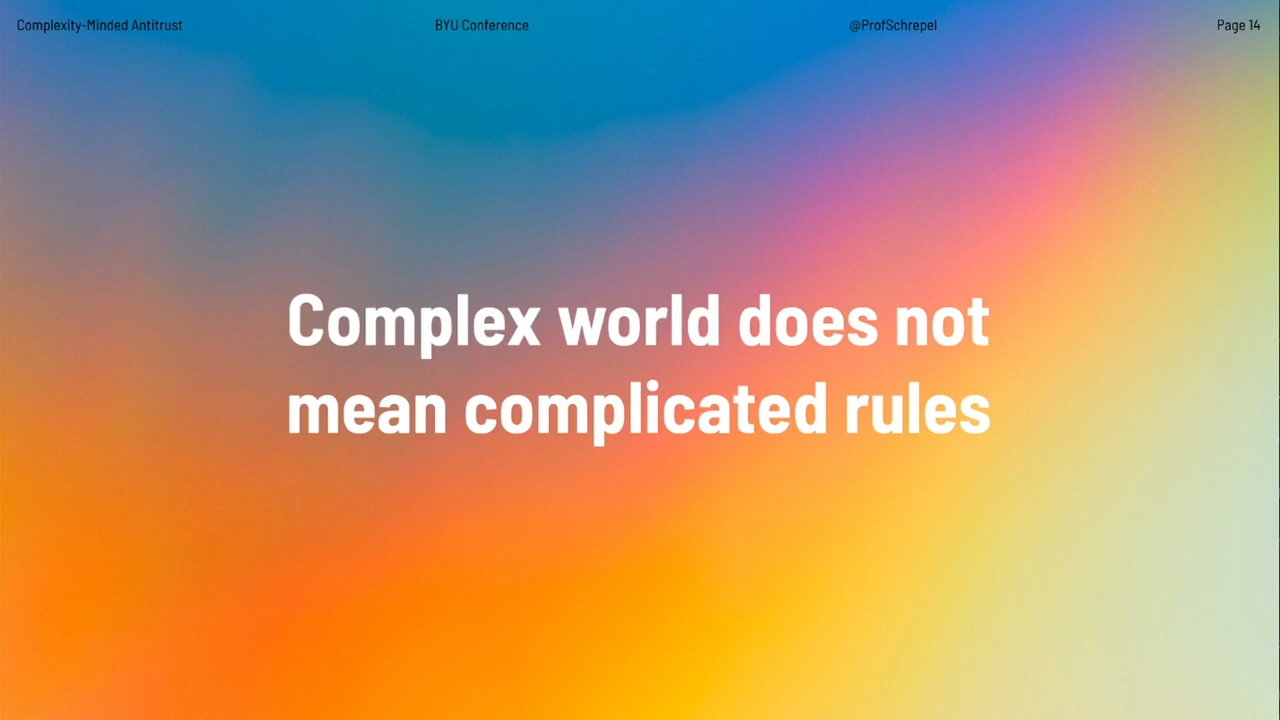 Complexity-Minded Antitrust
BYU Conference
@ProfSchrepel
Page 14
Complex world does not
mean complicated rules